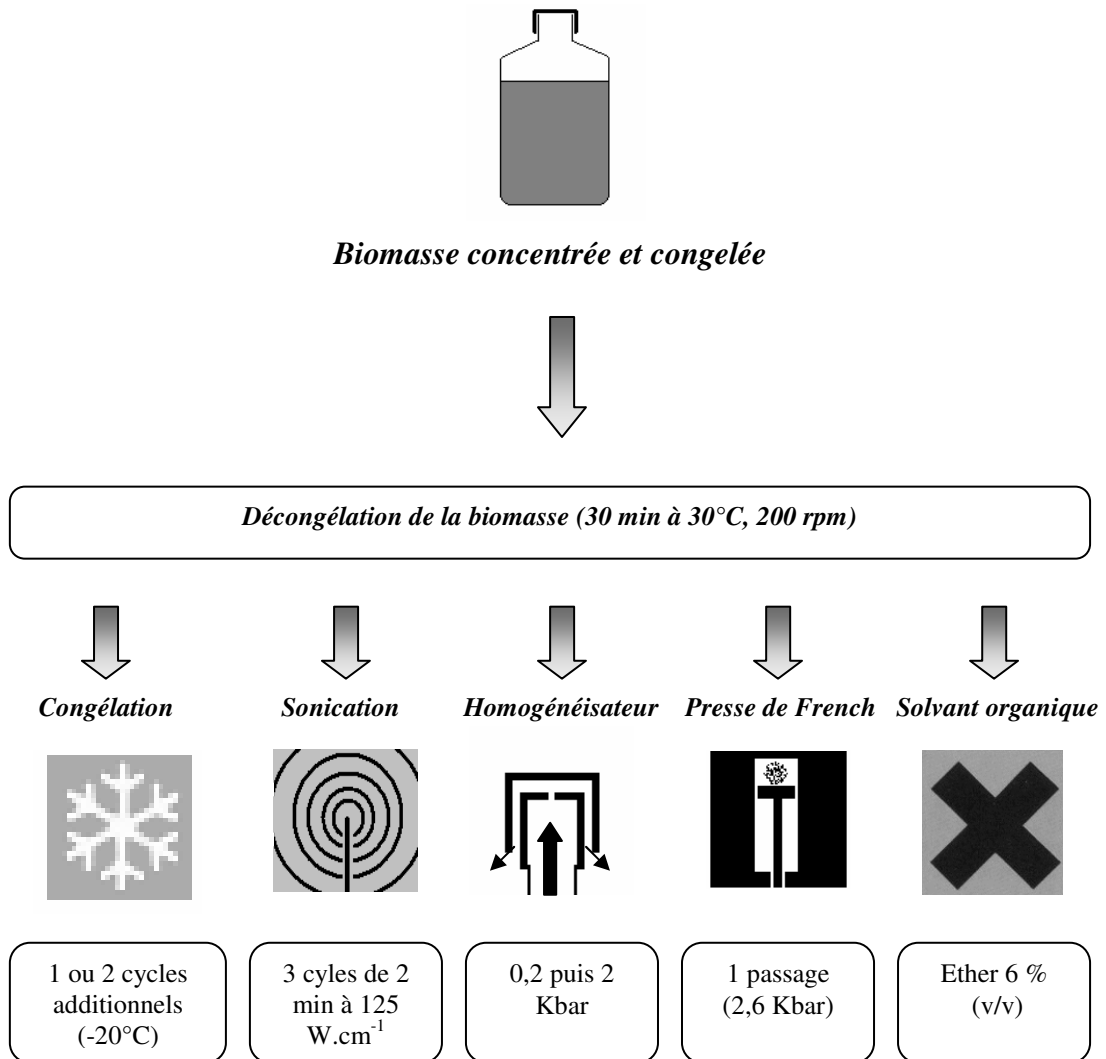 Biomasse concentrée et congelée
Décongélation de la biomasse (30 min à 30°C, 200 rpm)
Congélation
Sonication
Homogénéisateur
Presse de French
Solvant organique
1 ou 2 cycles
additionnels
(-20°C)
3 cyles de 2
min à 125
W.cm⁻¹
0,2 puis 2
Kbar
1 passage
(2,6 Kbar)
Ether 6 %
(v/v)